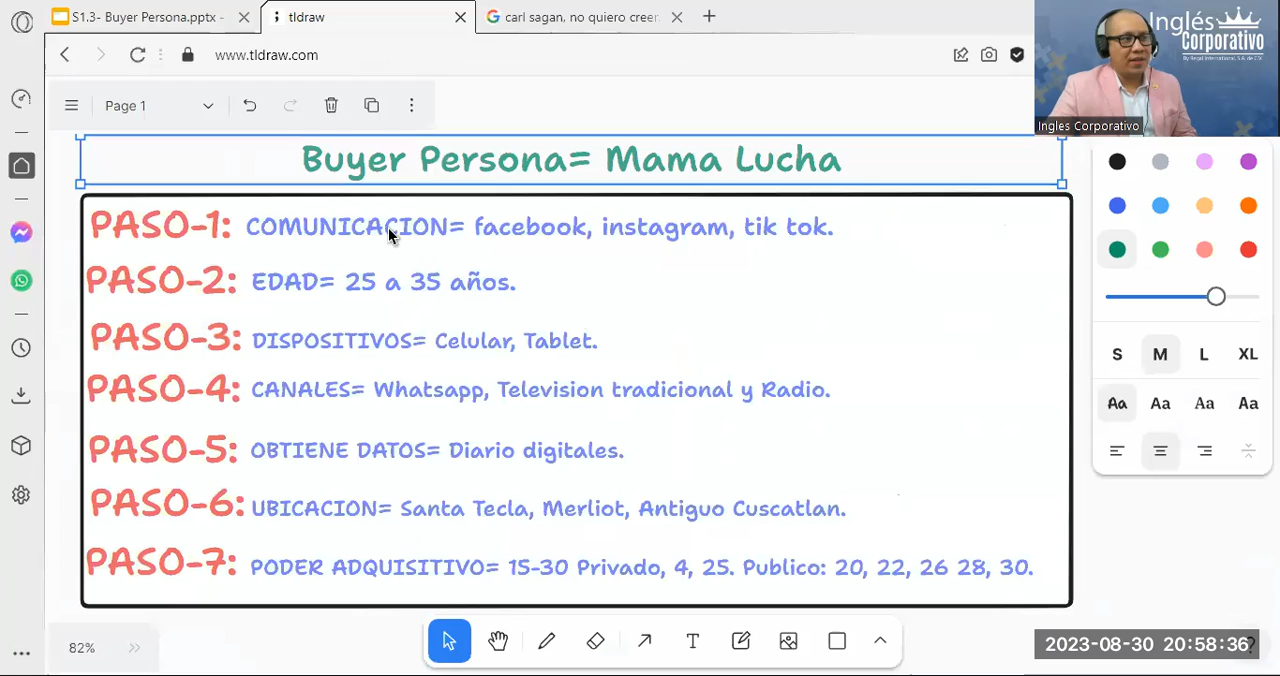 S1.3- Buyer Persona.pptx -
tldraw
carl sagan, no quiero creer
www.tldraw.com
Page 1
Inglés
Corporativo
By Regal International, S.A. de C.V.
Ingles Corporativo
Buyer Persona= Mama Lucha
PASO-1: COMUNICACION= facebook, instagram, tik tok.
PASO-2: EDAD= 25 a 35 años.
PASO-3: DISPOSITIVOS= Celular, Tablet.
PASO-4: CANALES= Whatsapp, Television tradicional y Radio.
PASO-5: OBTIENE DATOS= Diario digitales.
PASO-6: UBICACION= Santa Tecla, Merliot, Antiguo Cuscatlan.
PASO-7: PODER ADQUISITIVO= 15-30 Privado, 4, 25. Publico: 20, 22, 26 28, 30.
S M L XL
Aa Aa Aa Aa
82%
2023-08-30 20:58:36